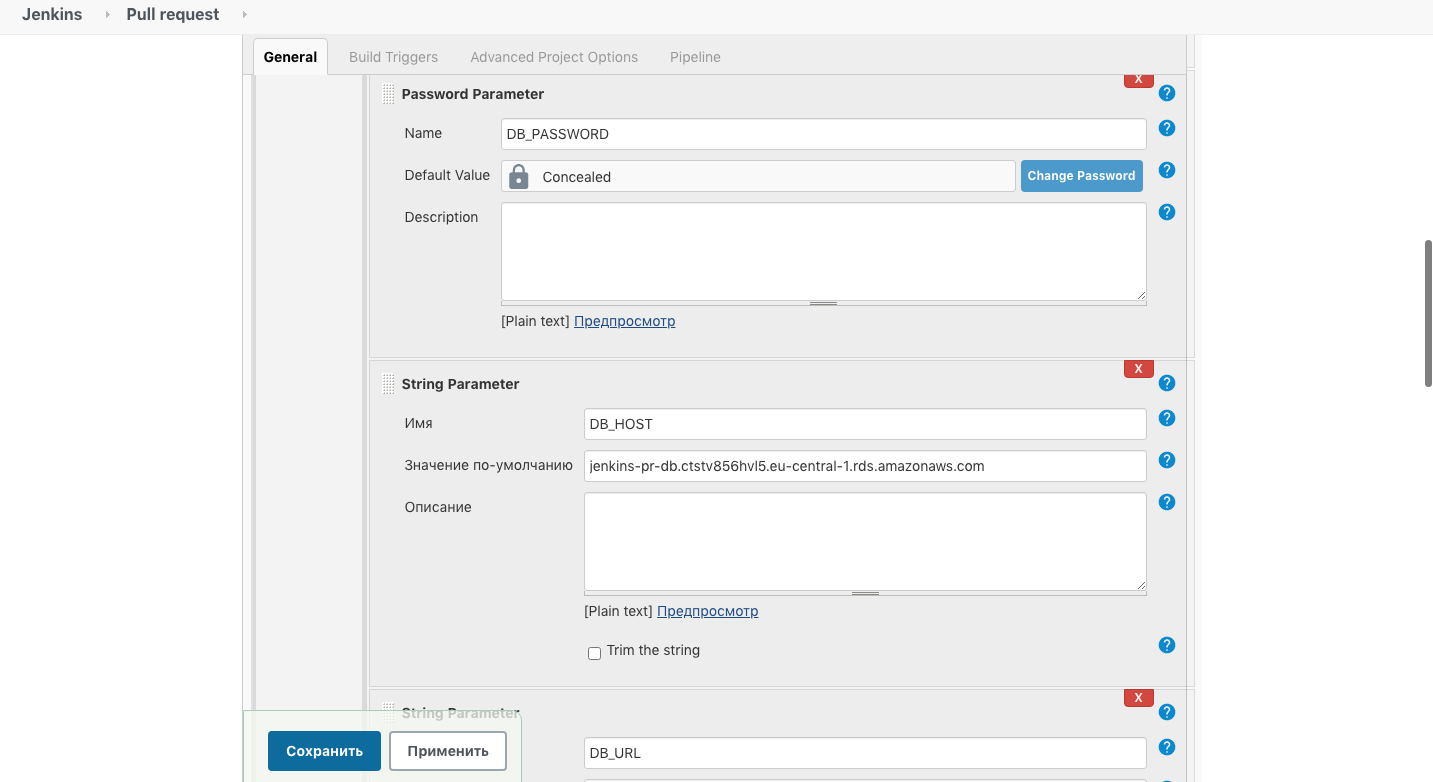 Jenkins Pull request
General Build Triggers Advanced Project Options Pipeline
X
Password Parameter ?
Name DB_PASSWORD ?
Default Value Concealed Change Password ?
Description ?
[Plain text] Предпросмотр
X
String Parameter ?
Имя DB_HOST ?
Значение по-умолчанию jenkins-pr-db.ctstv856hvl5.eu-central-1.rds.amazonaws.com ?
Описание ?
[Plain text] Предпросмотр
Trim the string ?
X
String Parameter ?
DB_URL ?
Сохранить Применить